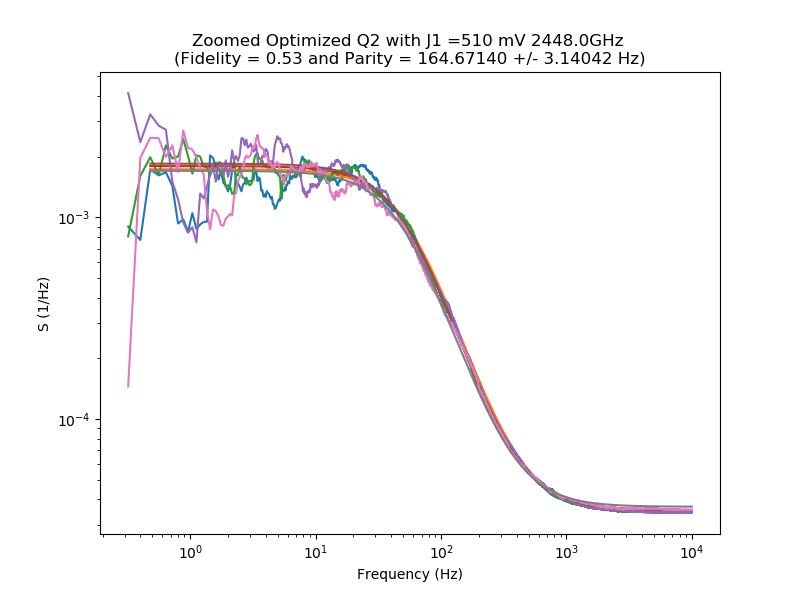 Zoomed Optimized Q2 with J1 =510 mV 2448.0GHz
(Fidelity = 0.53 and Parity = 164.67140 +/- 3.14042 Hz)
S (1/Hz)
10⁻³
10⁻⁴
10⁰ 10¹ 10² 10³ 10⁴
Frequency (Hz)